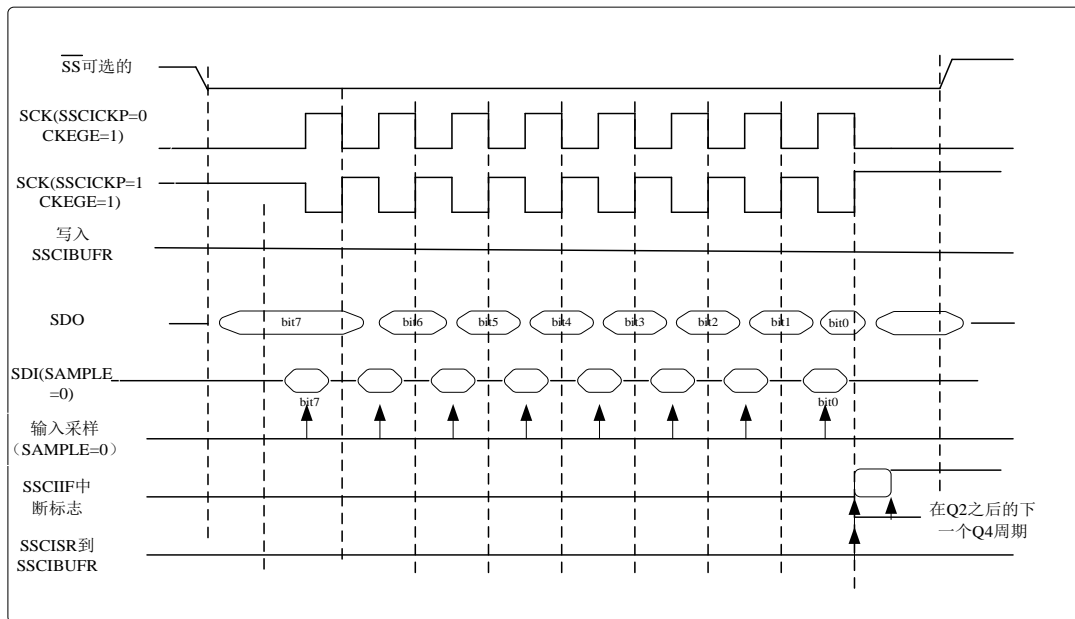 SS可选的
SCK(SSCICKP=0
CKEGE=1)
SCK(SSCICKP=1
CKEGE=1)
写入
SSCIBUFR
SDO
bit7
bit6
bit5
bit4
bit3
bit2
bit1
bit0
SDI(SAMPLE
=0)
bit7
bit0
输入采样
（SAMPLE=0）
SSCIIF中
断标志
在Q2之后的下
一个Q4周期
SSCISR到
SSCIBUFR